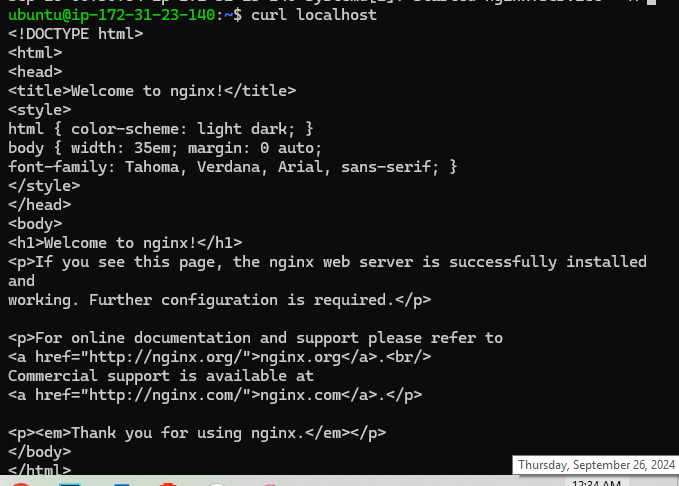 ubuntu@ip-172-31-23-140:~$ curl localhost
<!DOCTYPE html>
<html>
<head>
<title>Welcome to nginx!</title>
<style>
html { color-scheme: light dark; }
body { width: 35em; margin: 0 auto;
font-family: Tahoma, Verdana, Arial, sans-serif; }
</style>
</head>
<body>
<h1>Welcome to nginx!</h1>
<p>If you see this page, the nginx web server is successfully installed
and
working. Further configuration is required.</p>

<p>For online documentation and support please refer to
<a href="http://nginx.org/">nginx.org</a>.<br/>
Commercial support is available at
<a href="http://nginx.com/">nginx.com</a>.</p>

<p><em>Thank you for using nginx.</em></p>
</body>
</html>
Thursday, September 26, 2024
12:34 AM